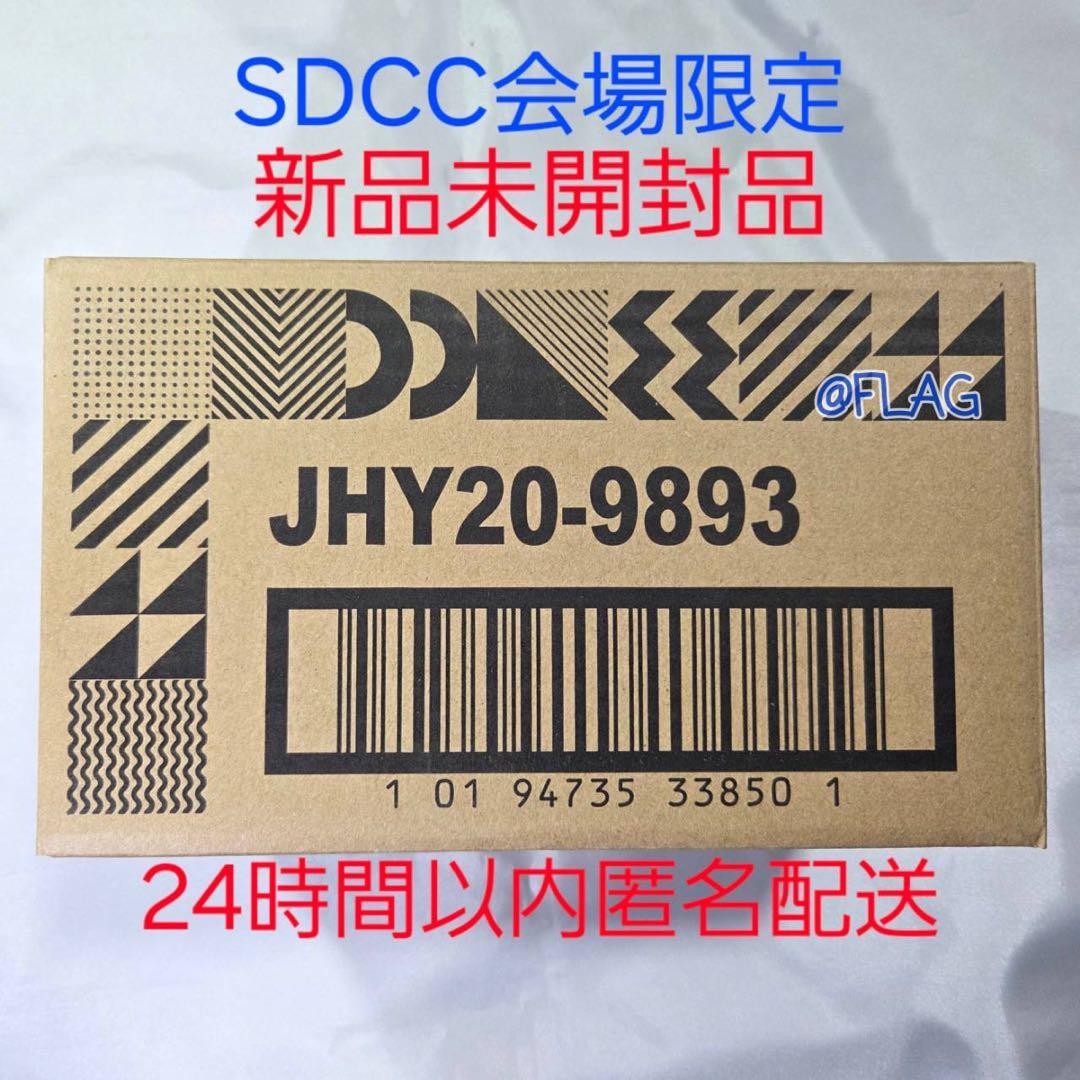 SDCC会場限定
新品未開封品
@FLAG
JHY20-9893
1 01 94735 33850 1
24時間以内匿名配送